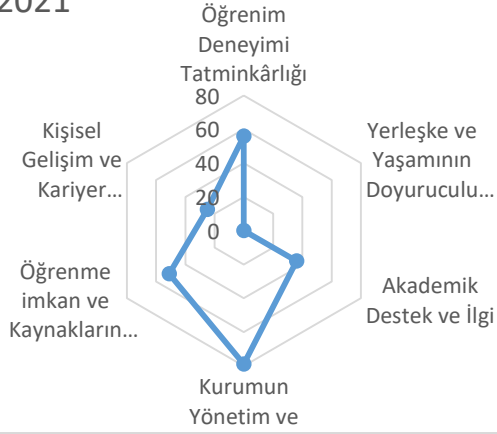 2021
Öğrenim
Deneyimi
Tatminkârlığı
80
60
40
20
0
Yerleşke ve
Yaşamının
Doyuruculu...
Akademik
Destek ve İlgi
Kurumun
Yönetim ve
Öğrenme
imkan ve
Kaynakların...
Kişisel
Gelişim ve
Kariyer...